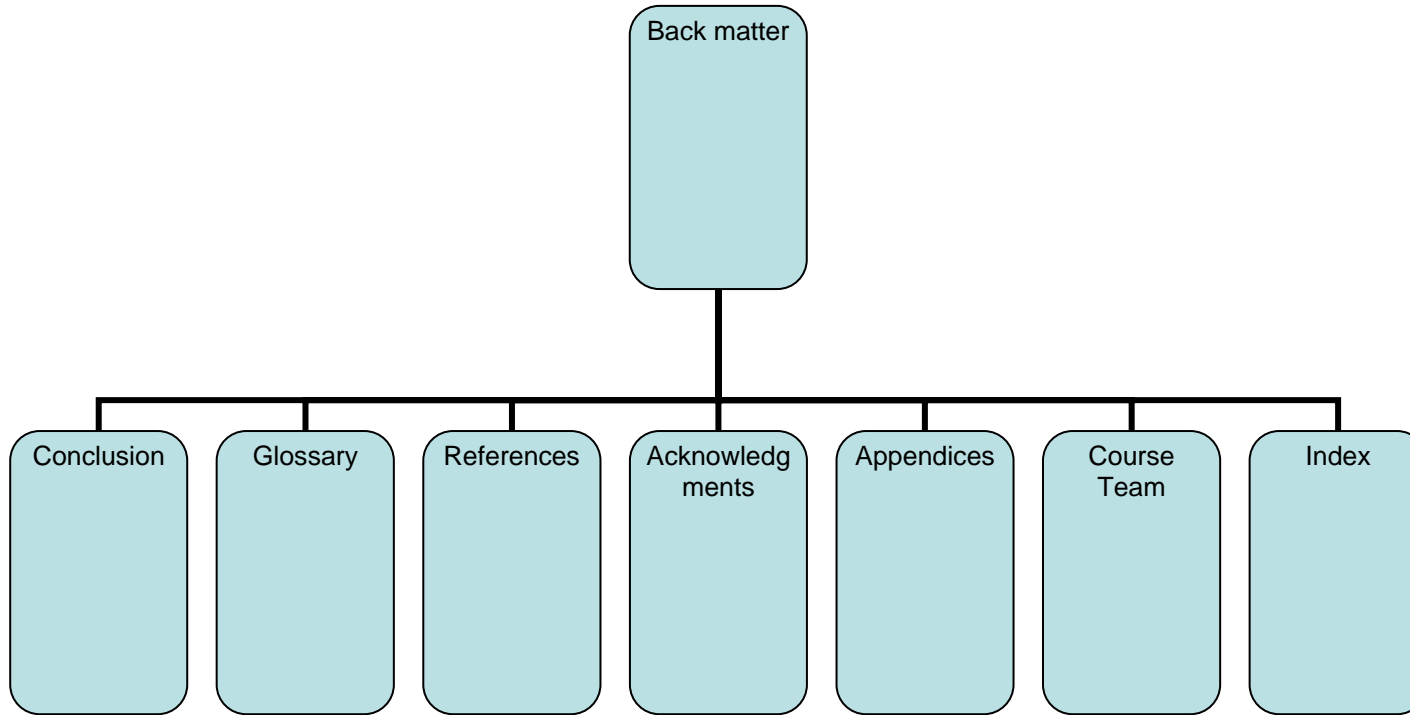 Back matter
Conclusion
Glossary
References
Acknowledg
ments
Appendices
Course
Team
Index